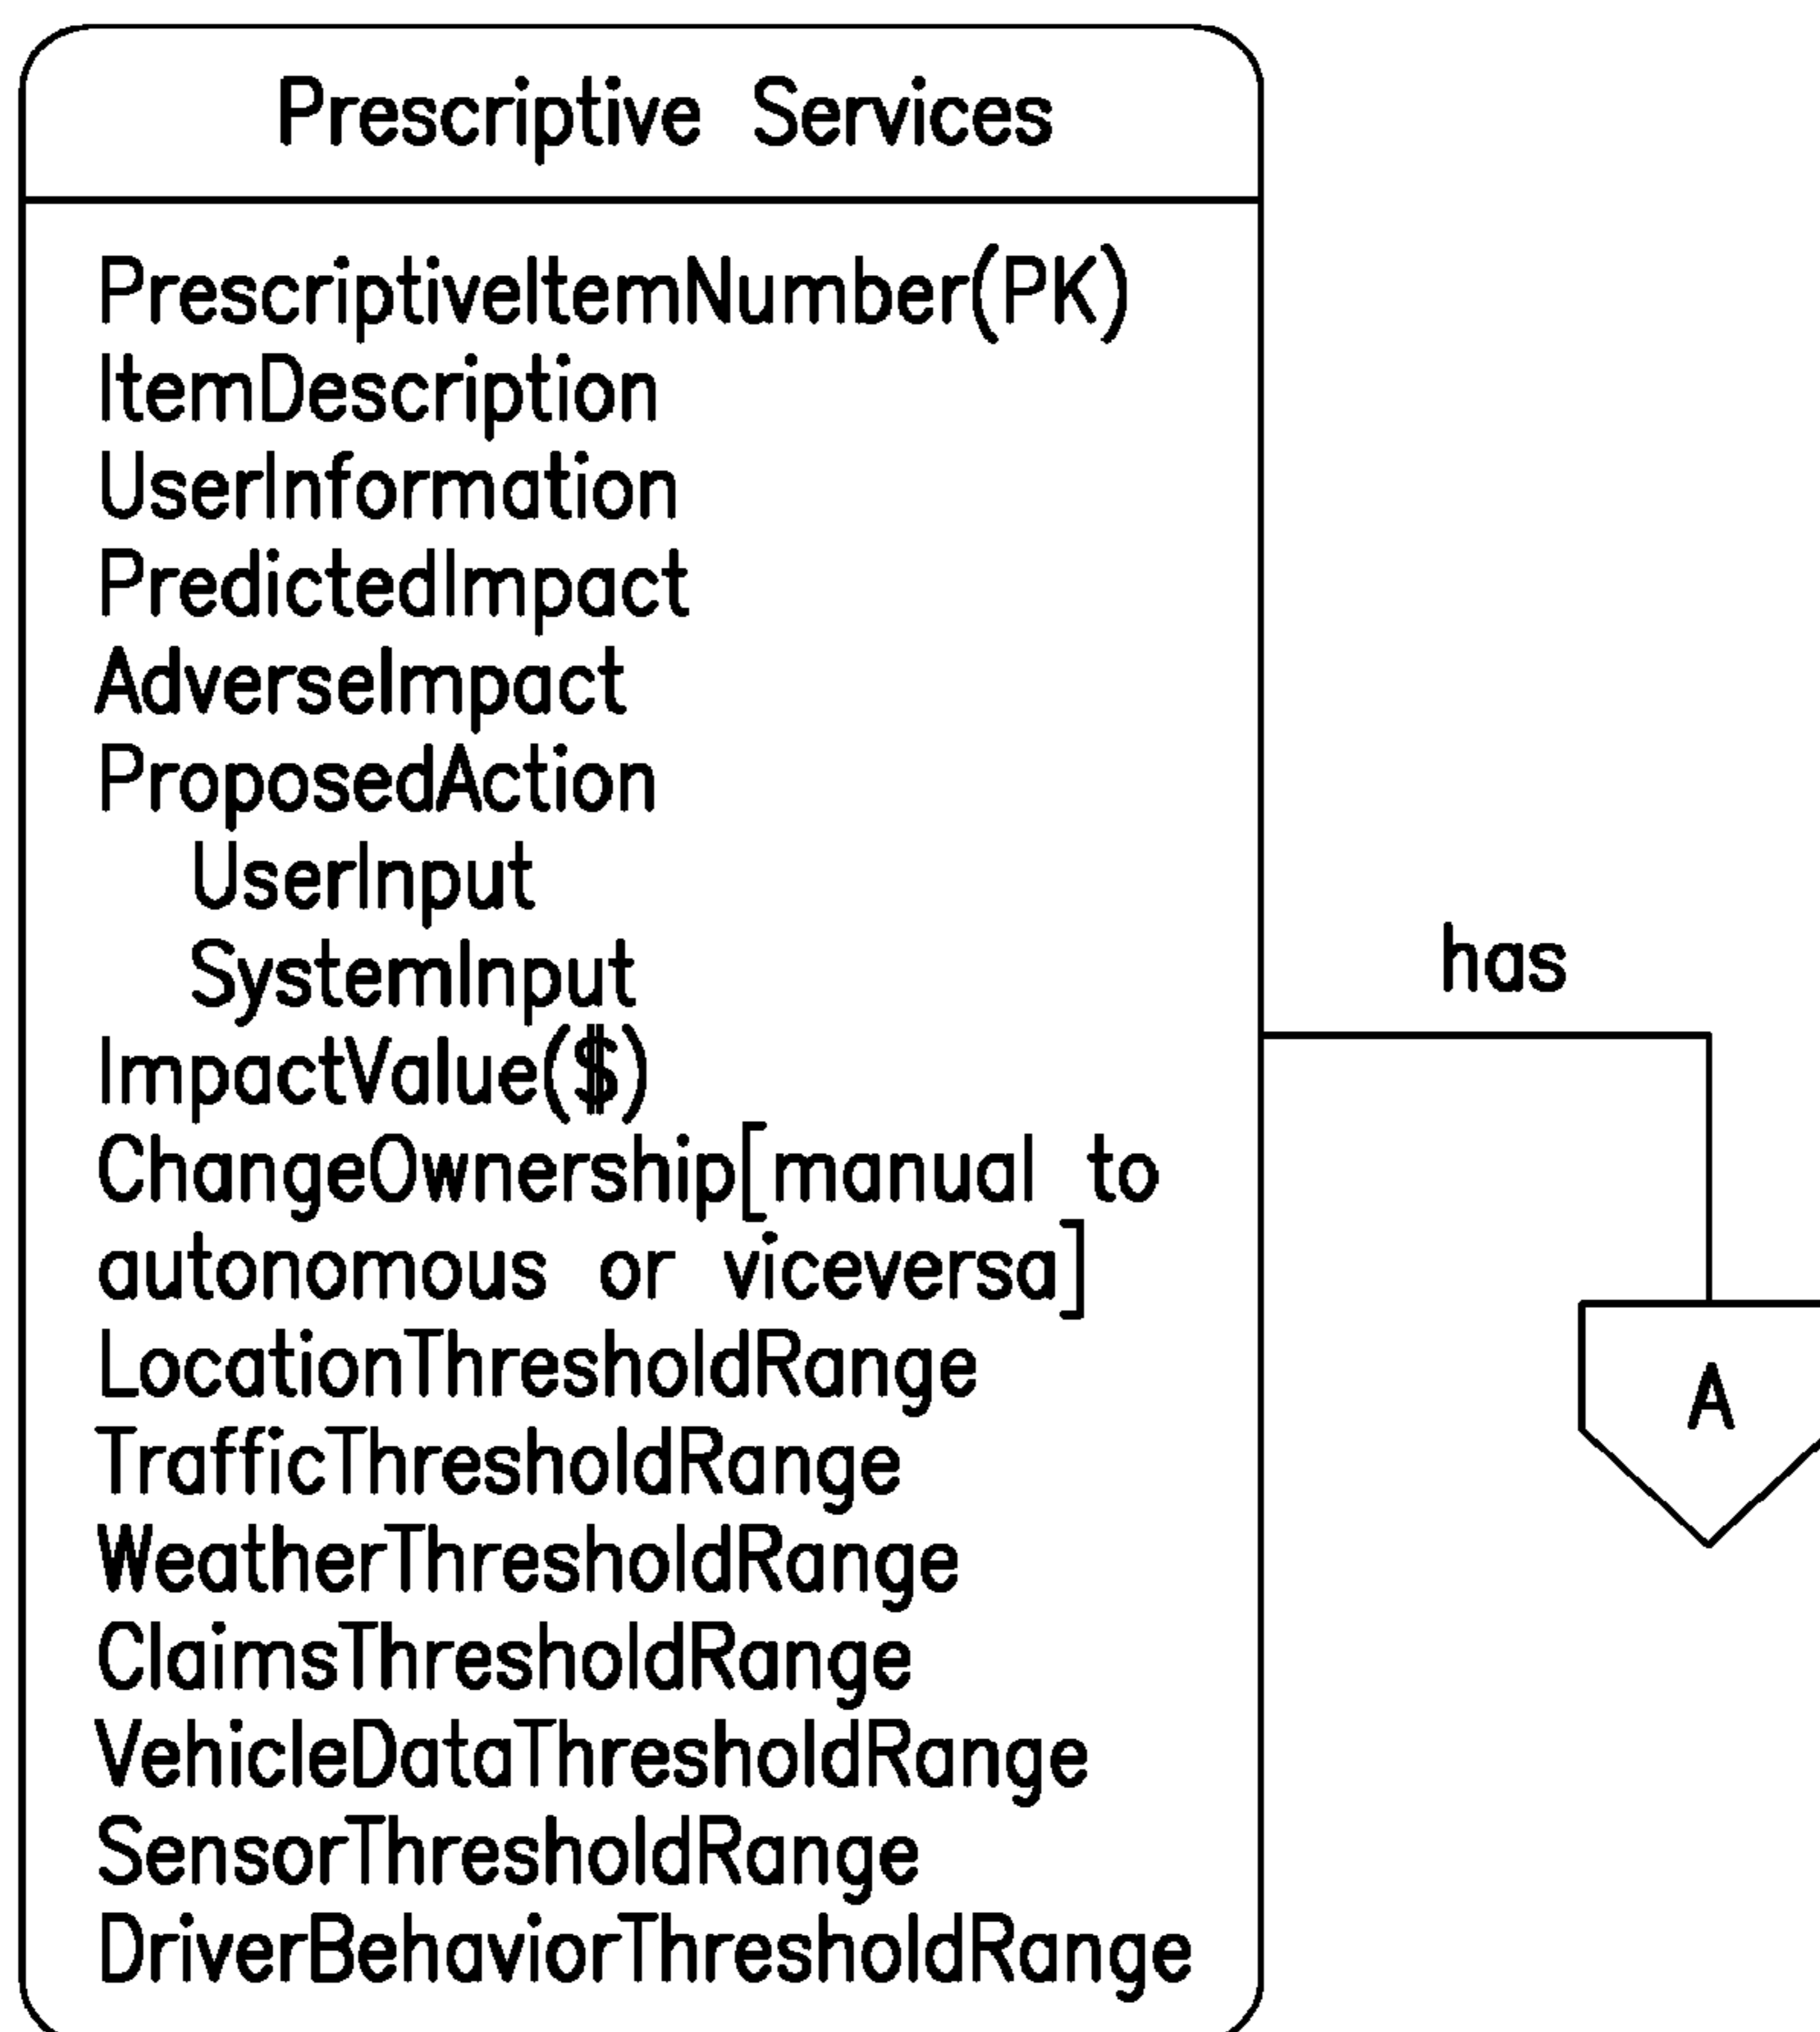 Prescriptive Services
PrescriptiveItemNumber(PK)
ItemDescription
UserInformation
PredictedImpact
AdverseImpact
ProposedAction
UserInput
SystemInput
ImpactValue($)
ChangeOwnership[manual to
autonomous or viceversa]
LocationThresholdRange
TrafficThresholdRange
WeatherThresholdRange
ClaimsThresholdRange
VehicleDataThresholdRange
SensorThresholdRange
DriverBehaviorThresholdRange
has
A